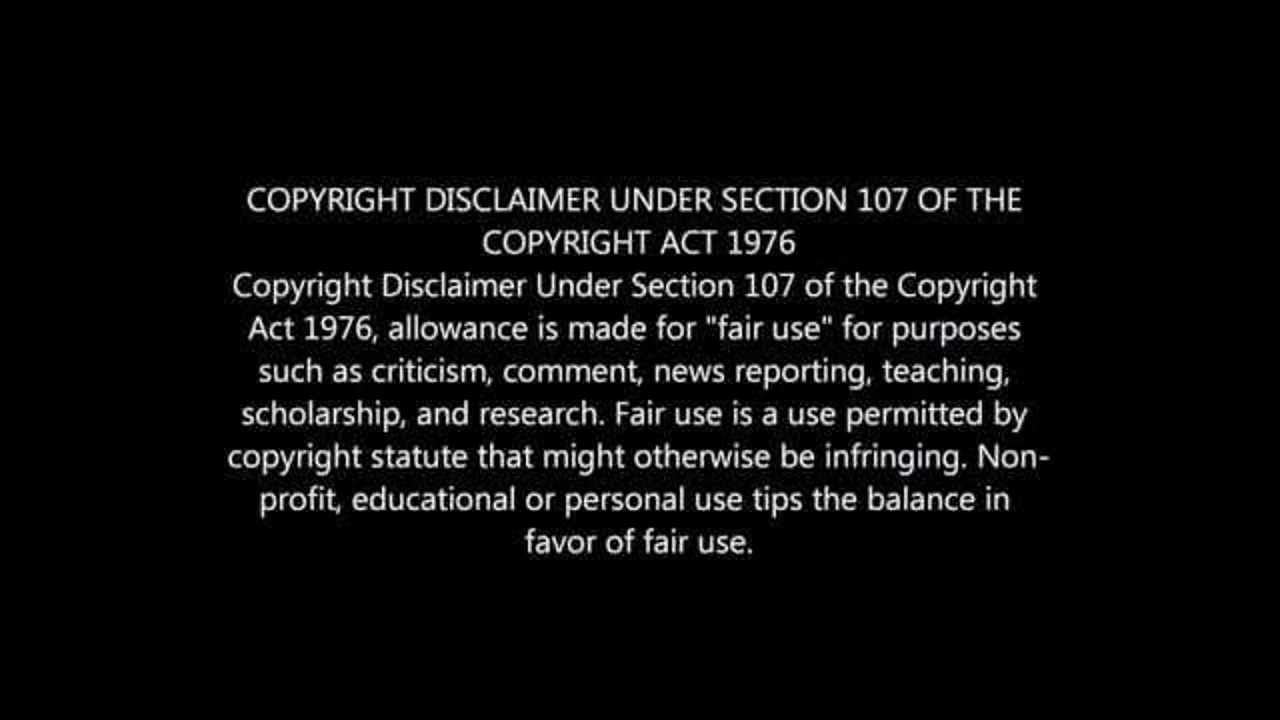 COPYRIGHT DISCLAIMER UNDER SECTION 107 OF THE
COPYRIGHT ACT 1976
Copyright Disclaimer Under Section 107 of the Copyright
Act 1976, allowance is made for "fair use" for purposes
such as criticism, comment, news reporting, teaching,
scholarship, and research. Fair use is a use permitted by
copyright statute that might otherwise be infringing. Non-
profit, educational or personal use tips the balance in
favor of fair use.